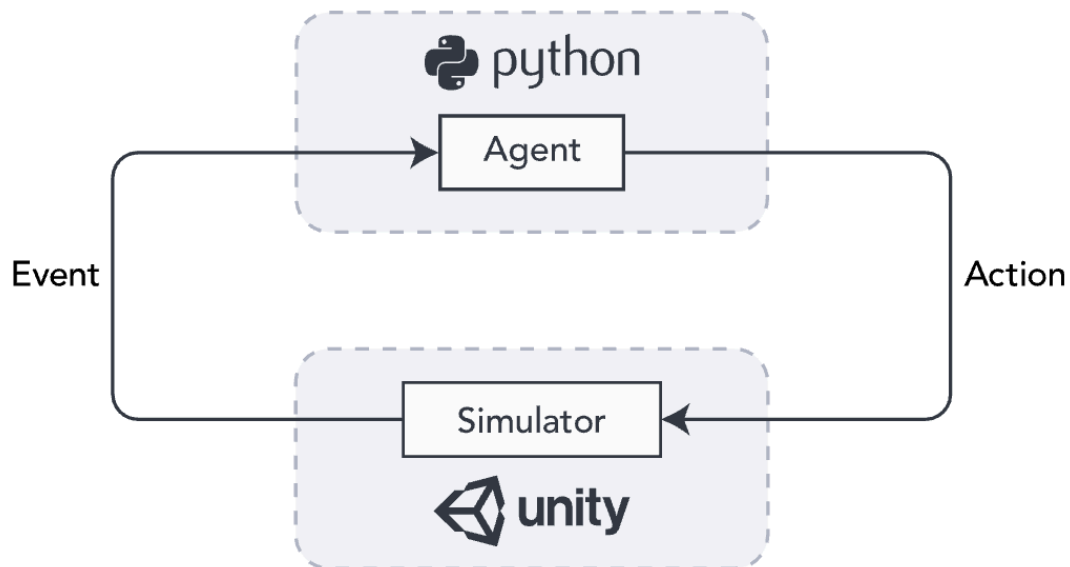 python
Agent
Event
Action
Simulator
unity